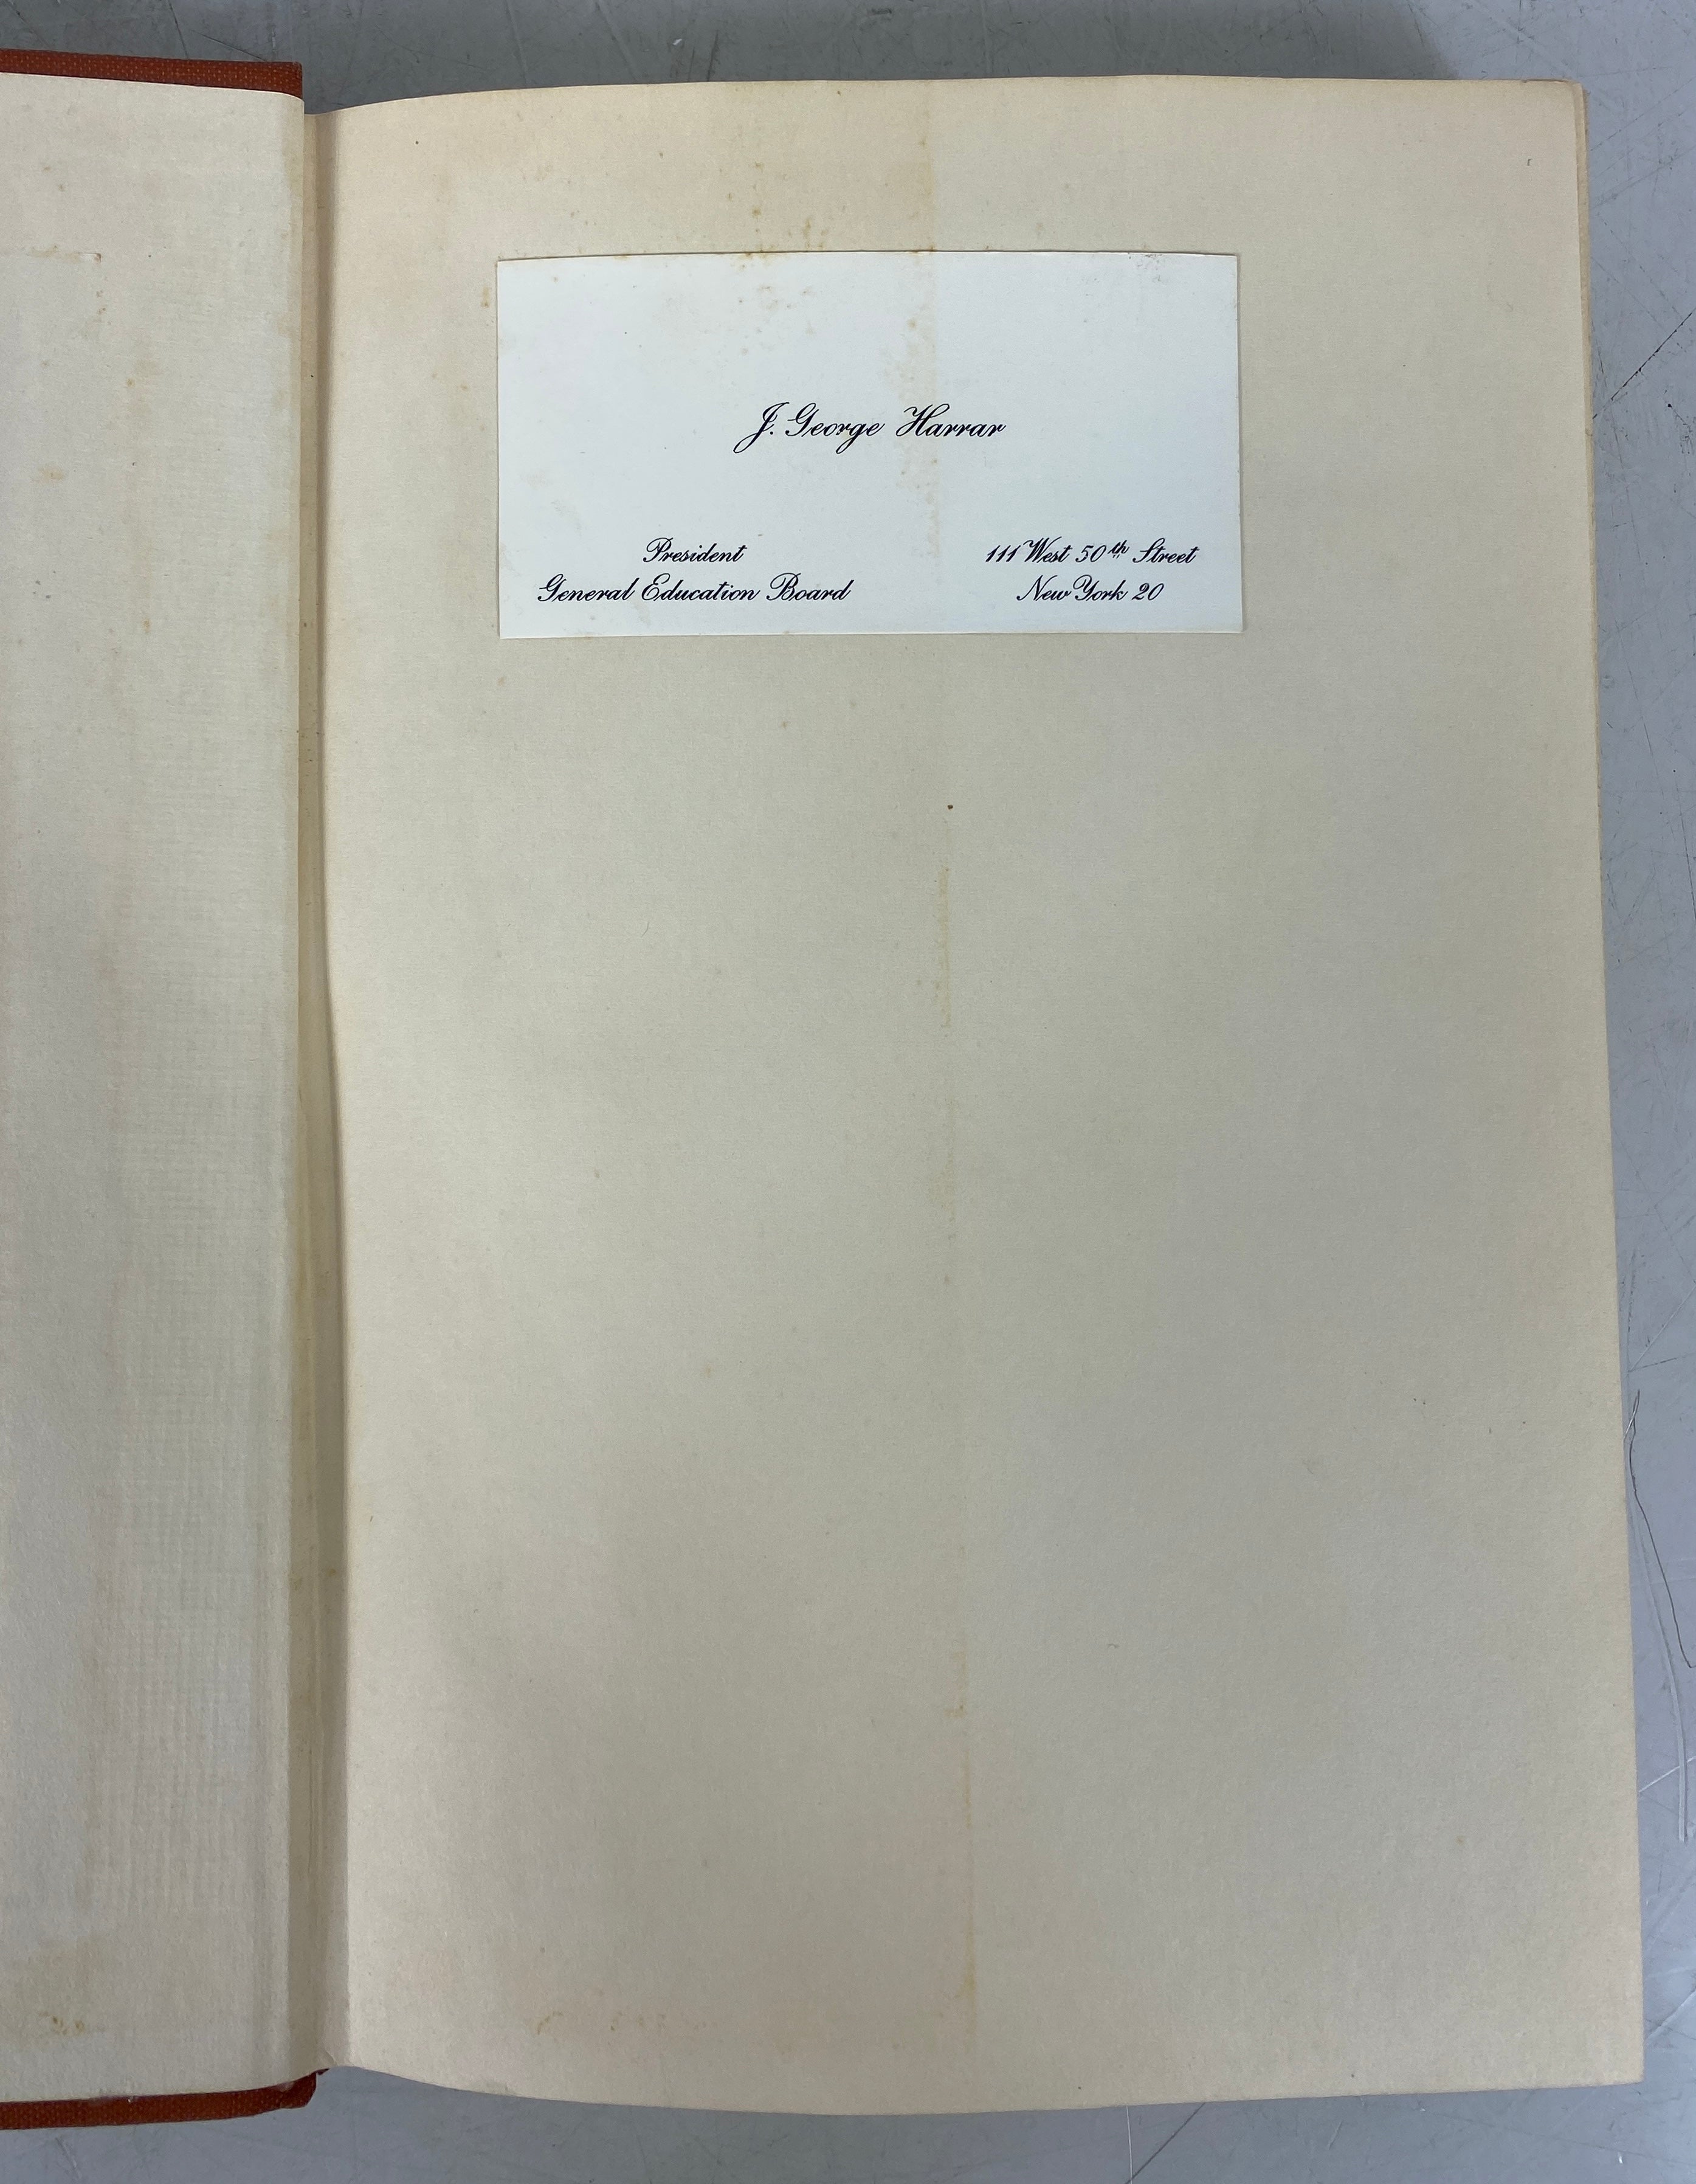 J. George Harrar
President
General Education Board
111 West 50th Street
New York 20